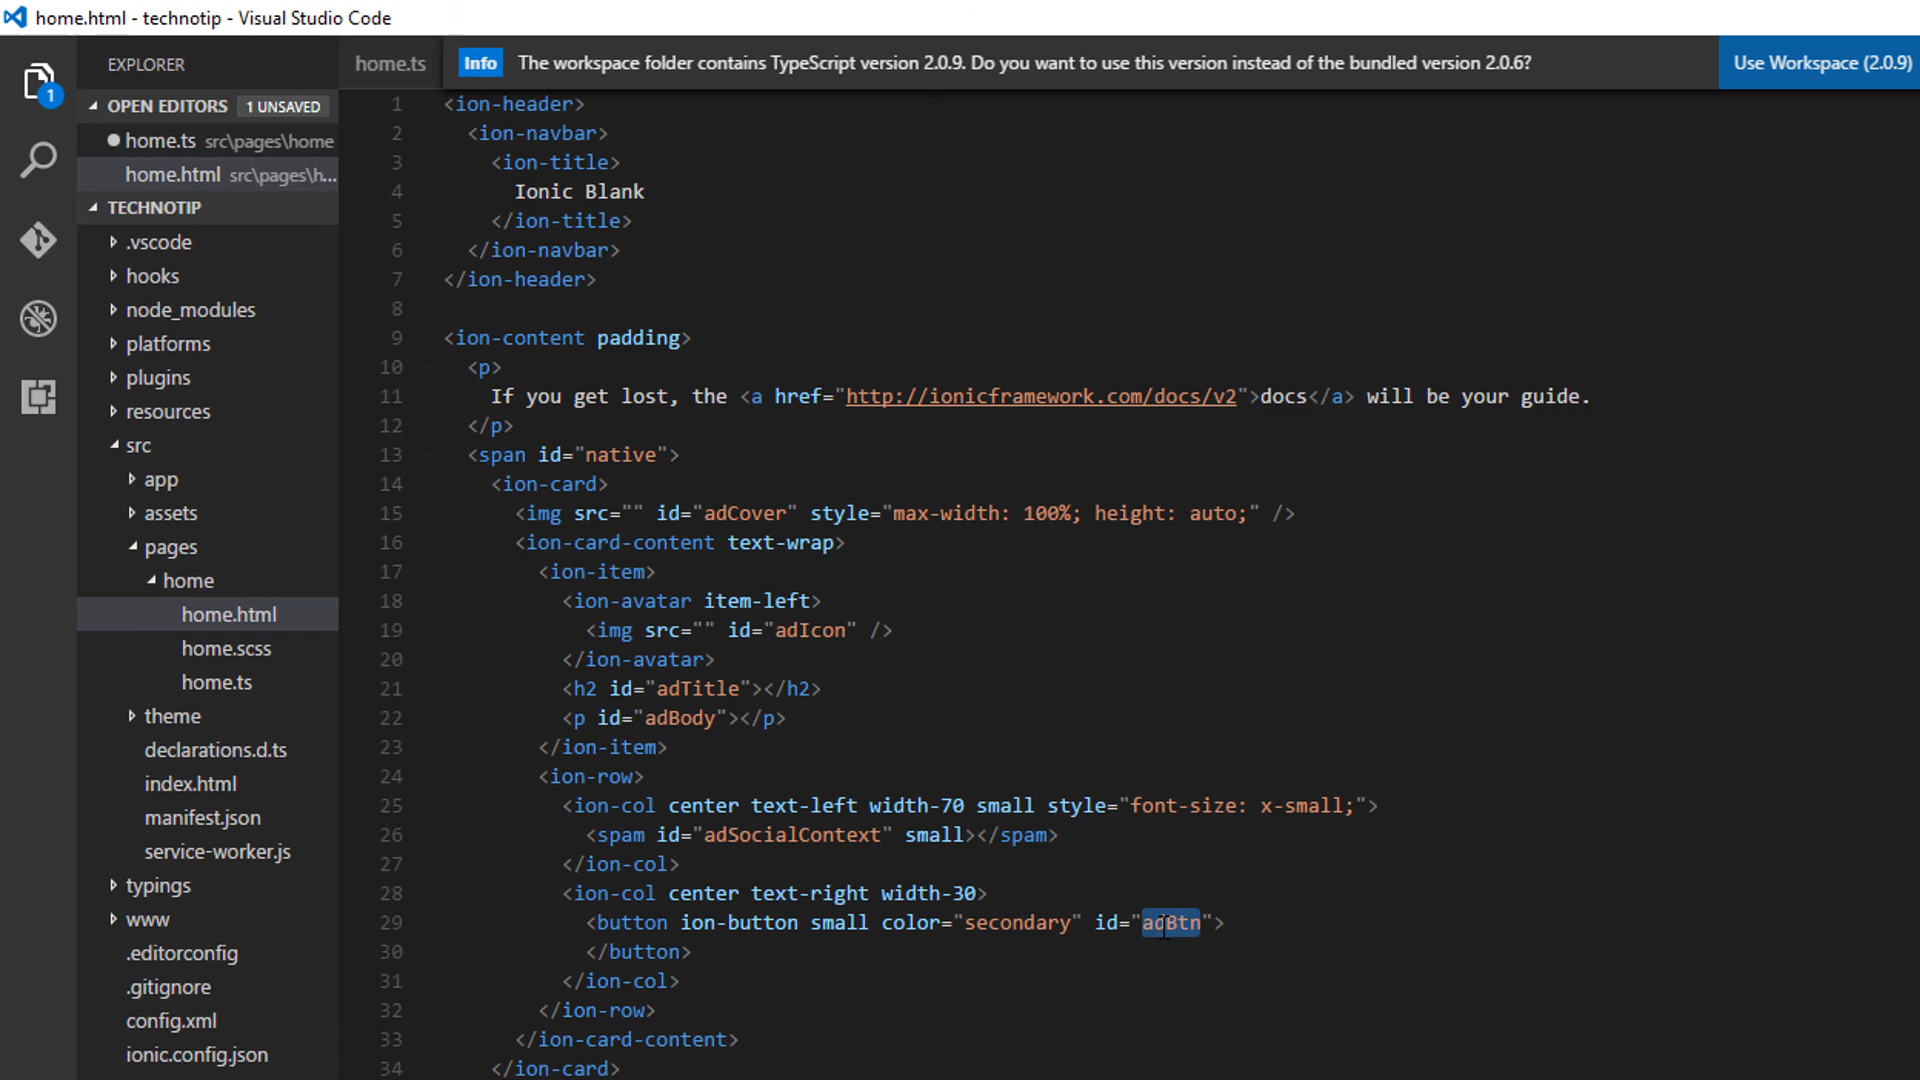 home.html - technotip - Visual Studio Code
1
EXPLORER
OPEN EDITORS 1 UNSAVED
home.ts src\pages\home
home.html src\pages\h...
TECHNOTIP
.vscode
hooks
node_modules
platforms
plugins
resources
src
app
assets
pages
home
home.html
home.scss
home.ts
theme
declarations.d.ts
index.html
manifest.json
service-worker.js
typings
www
.editorconfig
.gitignore
config.xml
ionic.config.json
home.ts
Info The workspace folder contains TypeScript version 2.0.9. Do you want to use this version instead of the bundled version 2.0.6? Use Workspace (2.0.9)
1 <ion-header>
2 <ion-navbar>
3 <ion-title>
4 Ionic Blank
5 </ion-title>
6 </ion-navbar>
7 </ion-header>
8
9 <ion-content padding>
10 <p>
11 If you get lost, the <a href="http://ionicframework.com/docs/v2">docs</a> will be your guide.
12 </p>
13 <span id="native">
14 <ion-card>
15 <img src="" id="adCover" style="max-width: 100%; height: auto;" />
16 <ion-card-content text-wrap>
17 <ion-item>
18 <ion-avatar item-left>
19 <img src="" id="adIcon" />
20 </ion-avatar>
21 <h2 id="adTitle"></h2>
22 <p id="adBody"></p>
23 </ion-item>
24 <ion-row>
25 <ion-col center text-left width-70 small style="font-size: x-small;">
26 <spam id="adSocialContext" small></spam>
27 </ion-col>
28 <ion-col center text-right width-30>
29 <button ion-button small color="secondary" id="adBtn">
30 </button>
31 </ion-col>
32 </ion-row>
33 </ion-card-content>
34 </ion-card>